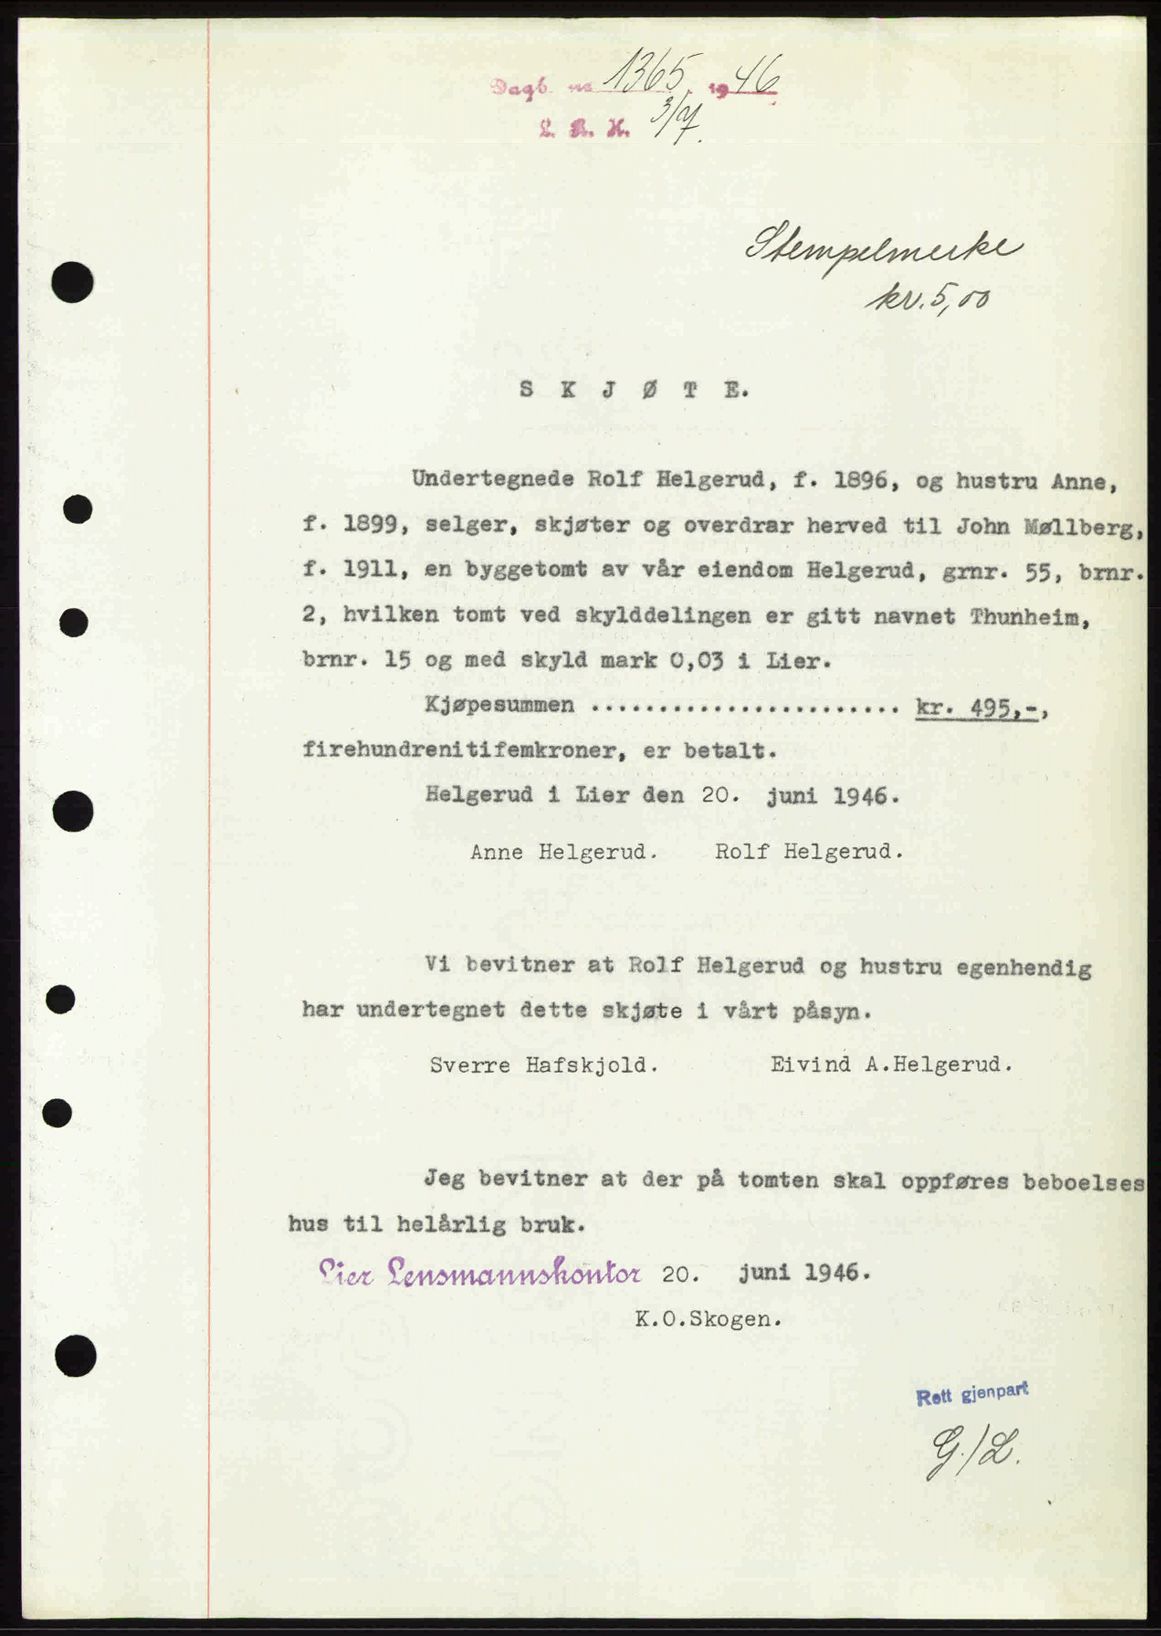 Dagb. nr. 1365. 1946
L. R. H. 3/7.
Stempelmerke
kr. 5,00
S K J Ø T E.
Undertegnede Rolf Helgerud, f. 1896, og hustru Anne,
f. 1899, selger, skjøter og overdrar herved til John Møllberg,
f. 1911, en byggetomt av vår eiendom Helgerud, grnr. 55, brnr.
2, hvilken tomt ved skylddelingen er gitt navnet Thunheim,
brnr. 15 og med skyld mark 0,03 i Lier.
Kjøpesummen ....................... kr. 495,-,
firehundrenitifemkroner, er betalt.
Helgerud i Lier den 20. juni 1946.
Anne Helgerud. Rolf Helgerud.
Vi bevitner at Rolf Helgerud og hustru egenhendig
har undertegnet dette skjøte i vårt påsyn.
Sverre Hafskjold. Eivind A.Helgerud.
Jeg bevitner at der på tomten skal oppføres beboelses
hus til helårlig bruk.
Lier Lensmannskontor 20. juni 1946.
K.O.Skogen.
Rett gjenpart
G./L.